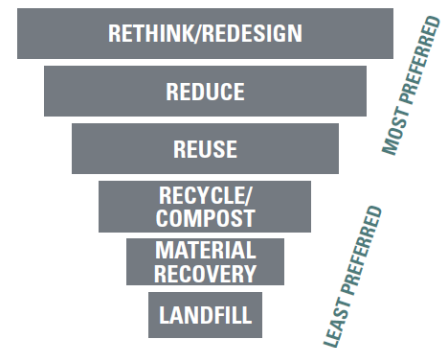 RETHINK/REDESIGN
REDUCE
REUSE
RECYCLE/
COMPOST
MATERIAL
RECOVERY
LANDFILL
MOST PREFERRED
LEAST PREFERRED